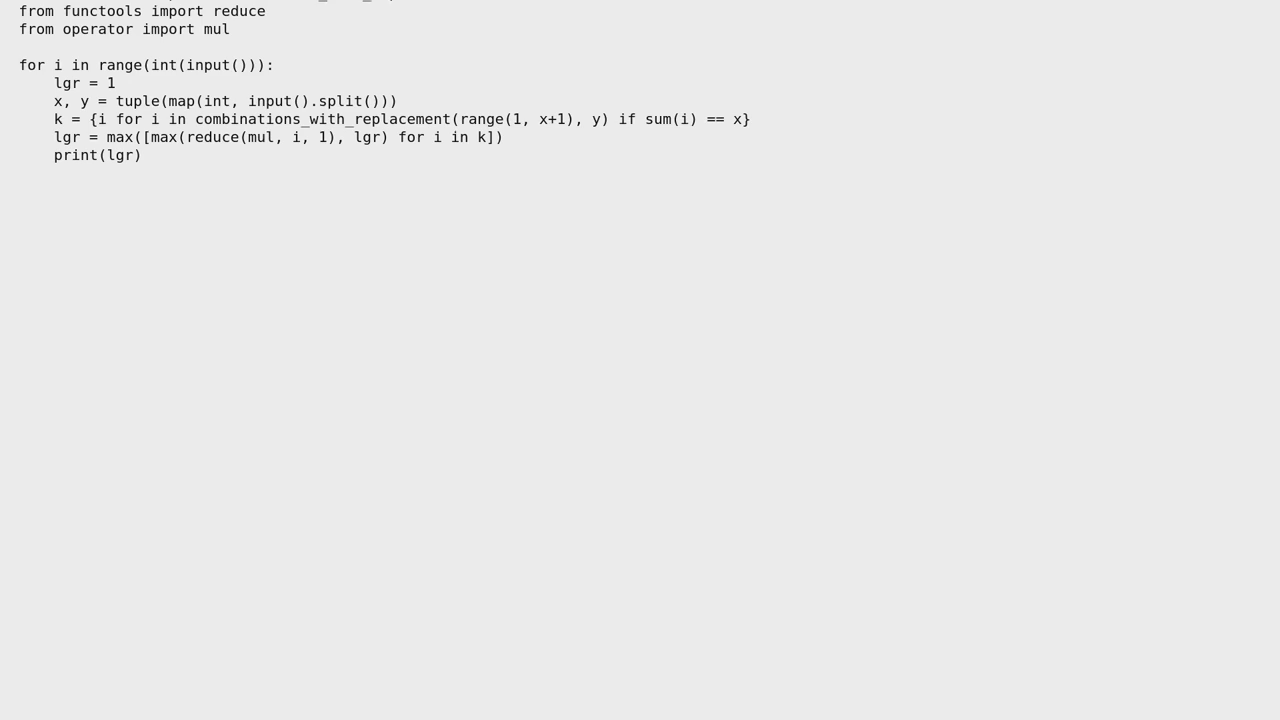 from functools import reduce
from operator import mul

for i in range(int(input())):
    lgr = 1
    x, y = tuple(map(int, input().split()))
    k = {i for i in combinations_with_replacement(range(1, x+1), y) if sum(i) == x}
    lgr = max([max(reduce(mul, i, 1), lgr) for i in k])
    print(lgr)